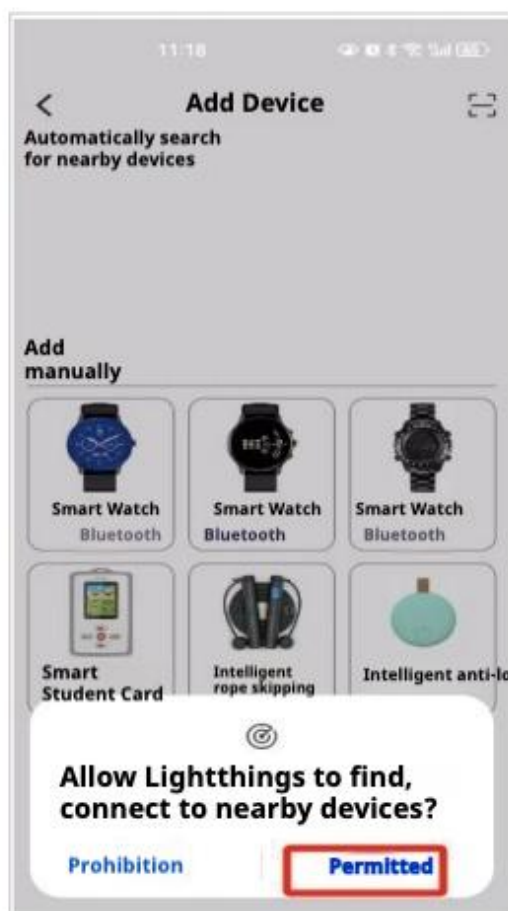 11:18
Add Device
Automatically search
for nearby devices
Add
manually
Smart Watch
Bluetooth
Smart Watch
Bluetooth
Smart Watch
Bluetooth
Smart
Student Card
Intelligent
rope skipping
Intelligent anti-lo
Allow Lightthings to find,
connect to nearby devices?
Prohibition
Permitted